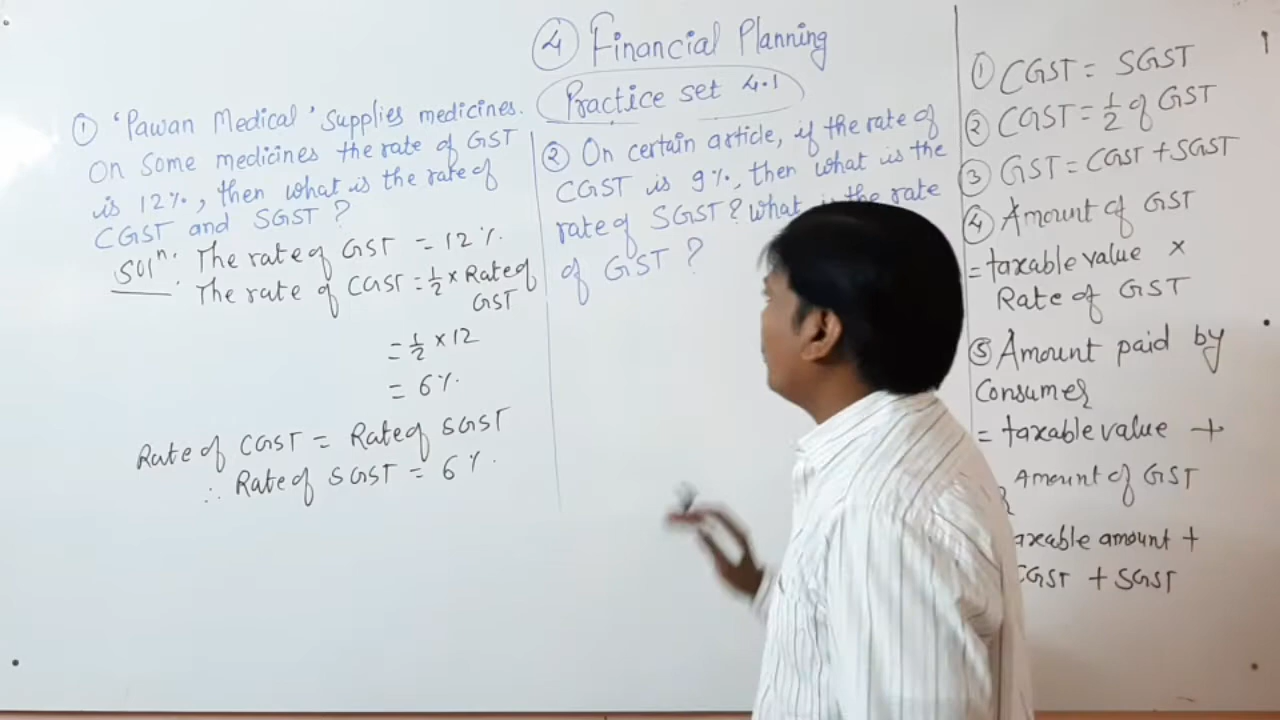 ④ Financial Planning
Practice set 4.1
① 'Pawan Medical' supplies medicines.
On some medicines the rate of GST
is 12%, then what is the rate of
CGST and SGST?
Solⁿ: The rate of GST = 12%.
The rate of CGST = 1/2 × Rate of
GST
= 1/2 × 12
= 6%.
Rate of CGST = Rate of SGST
∴ Rate of SGST = 6%.
② On certain article, if the rate of
CGST is 9%, then what is the
rate of SGST? What is the rate
of GST?
① CGST = SGST
② CGST = 1/2 of GST
③ GST = CGST + SGST
④ Amount of GST
= taxable value ×
Rate of GST
⑤ Amount paid by
Consumer
= taxable value +
Amount of GST
amount +
+ SGST